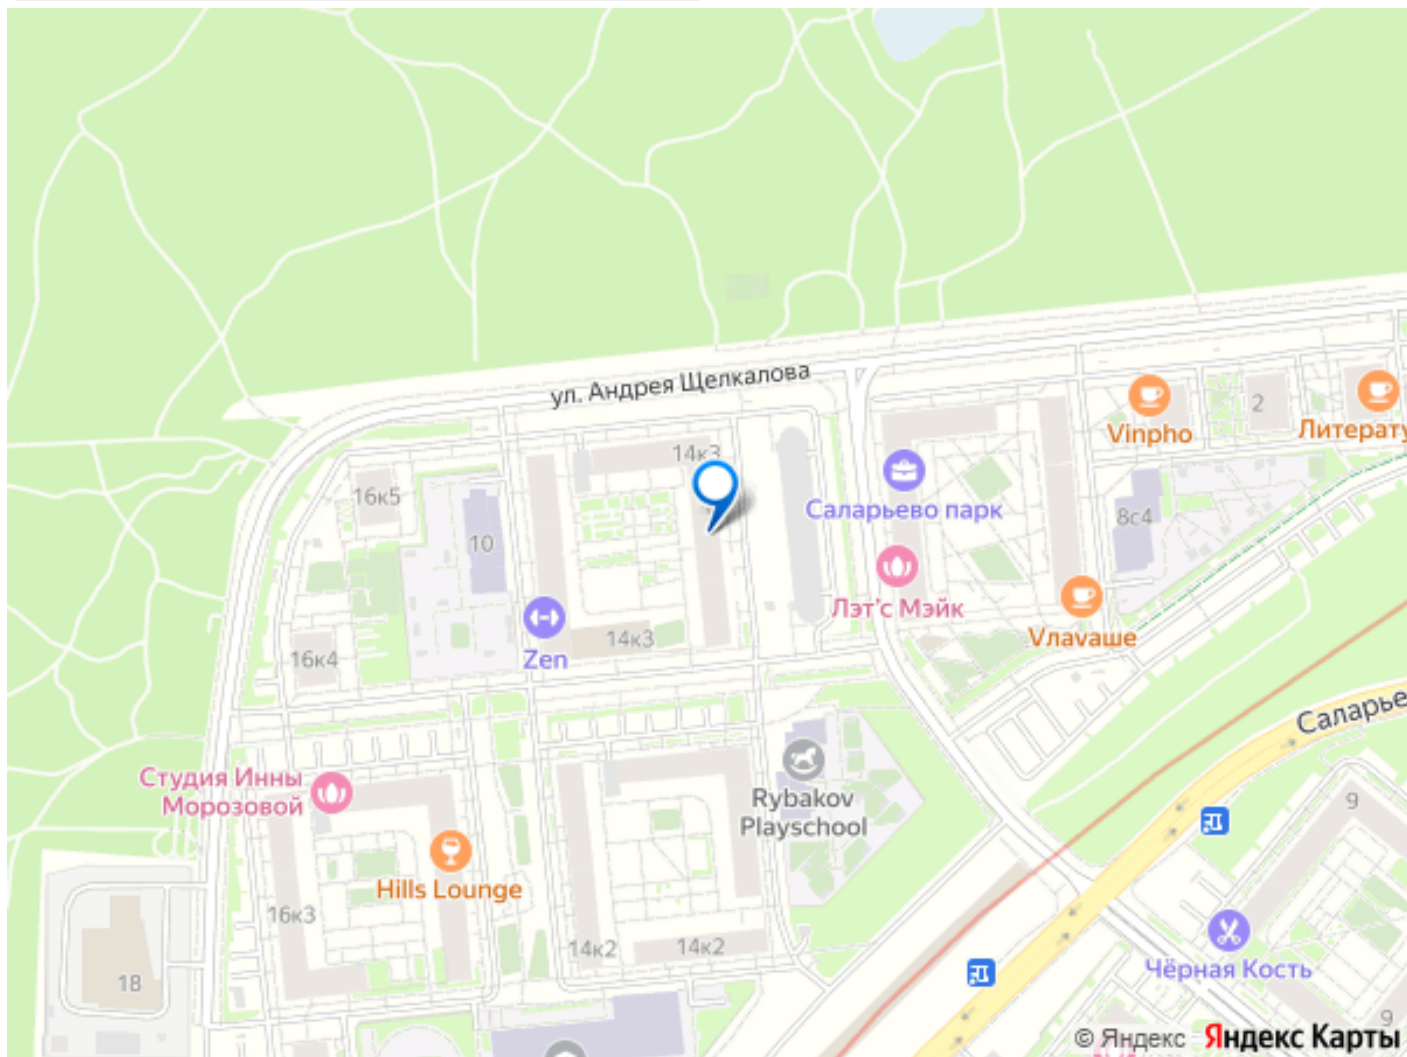 ул. Андрея Щелкалова
2
Vinpho
Литерату
14к3
16к5
Саларьево парк
8с4
10
Лэт'с Мэйк
Vлаvаше
14к3
Zen
16к4
Саларье
Студия Инны
Морозовой
Rybakov
Playschool
9
Hills Lounge
16к3
14к2
14к2
Чёрная Кость
18
9
© Яндекс Яндекс Карты